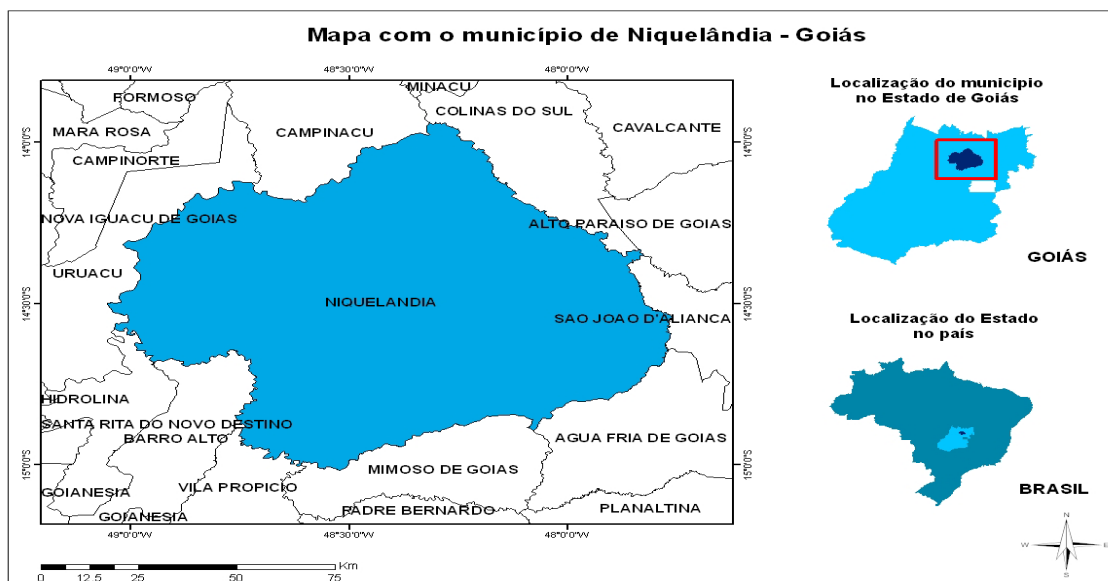 Mapa com o município de Niquelândia - Goiás
49°0'0"W 48°30'0"W 48°0'0"W
FORMOSO
MINACU
COLINAS DO SUL
MARA ROSA
CAMPINACU
CAVALCANTE
CAMPINORTE
NOVA IGUACU DE GOIAS
ALTO PARAISO DE GOIAS
URUACU
NIQUELANDIA
SAO JOAO D'ALIANCA
HIDROLINA
SANTA RITA DO NOVO DESTINO
BARRO ALTO
AGUA FRIA DE GOIAS
MIMOSO DE GOIAS
GOIANESIA
VILA PROPICIO
PADRE BERNARDO
PLANALTINA
GOIANESIA
14°0'0"S
14°30'0"S
15°0'0"S
14°0'0"S
14°30'0"S
15°0'0"S
49°0'0"W 48°30'0"W 48°0'0"W
Km
0 12,5 25 50 75
Localização do municipio
no Estado de Goiás
GOIÁS
Localização do Estado
no país
BRASIL
N
W E
S